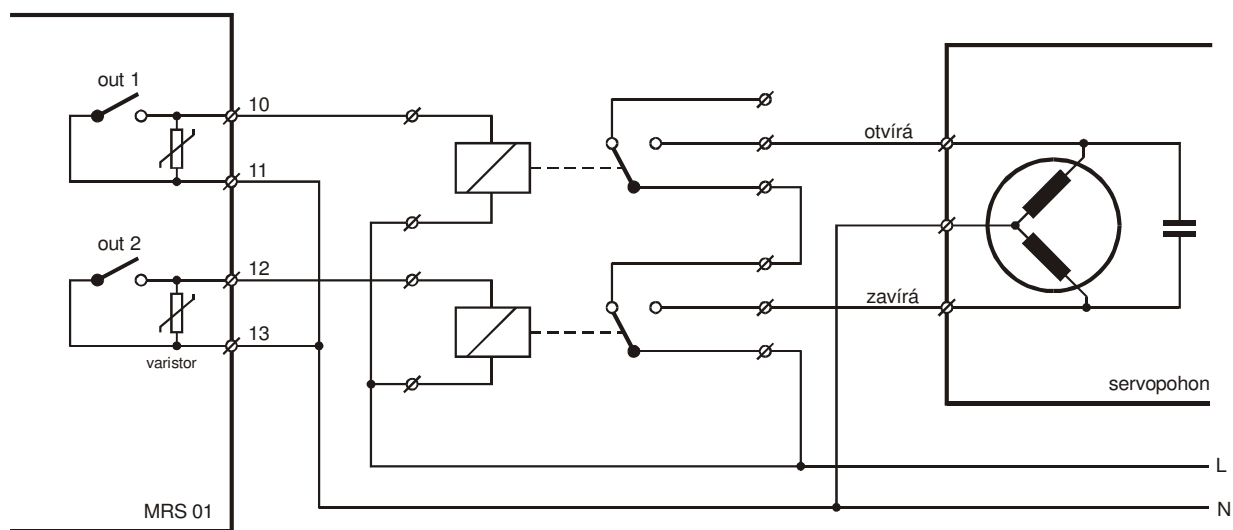 out 1
10
11
out 2
12
13
varistor
MRS 01
otvírá
zavírá
servopohon
L
N